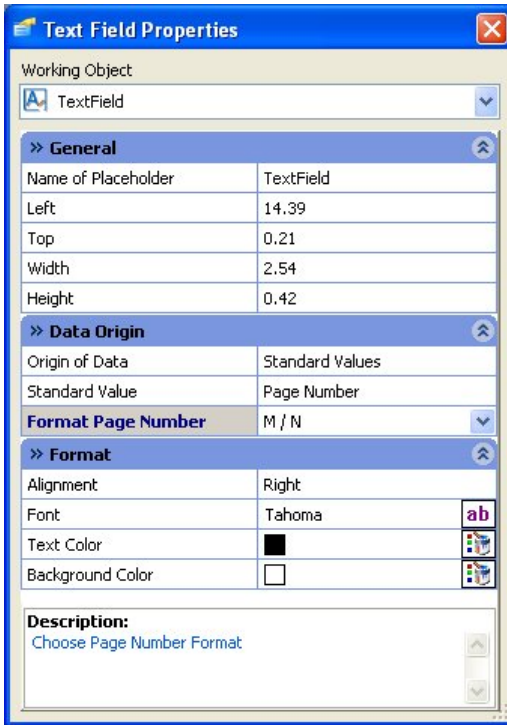 Text Field Properties
Working Object
TextField
» General
Name of Placeholder TextField
Left 14.39
Top 0.21
Width 2.54
Height 0.42
» Data Origin
Origin of Data Standard Values
Standard Value Page Number
Format Page Number M / N
» Format
Alignment Right
Font Tahoma ab
Text Color
Background Color
Description:
Choose Page Number Format